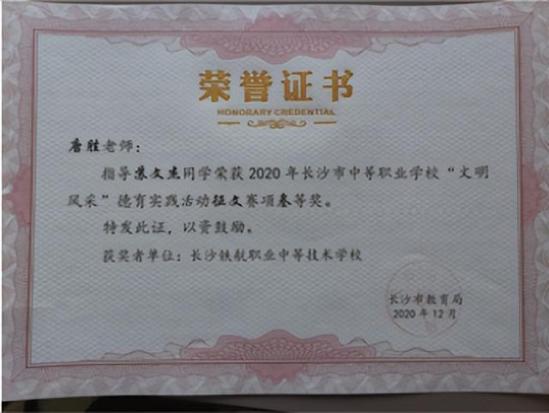 荣誉证书
HONORARY CREDENTIAL
唐胜老师：
指导苏文杰同学荣获2020年长沙市中等职业学校“文明
风采”德育实践活动征文赛项叁等奖。
特发此证，以资鼓励。
获奖者单位：长沙铁航职业中等技术学校
长沙市教育局
2020年12月